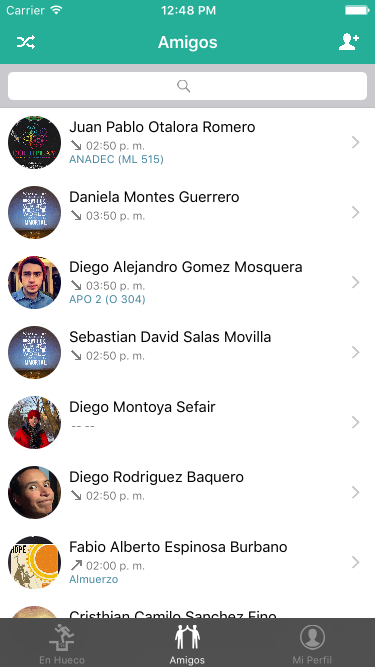 Carrier 12:48 PM
Amigos
Juan Pablo Otalora Romero
02:50 p. m.
ANADEC (ML 515)
Daniela Montes Guerrero
03:50 p. m.
Diego Alejandro Gomez Mosquera
03:50 p. m.
APO 2 (O 304)
Sebastian David Salas Movilla
02:50 p. m.
Diego Montoya Sefair
-- --
Diego Rodriguez Baquero
02:50 p. m.
HOPE
Fabio Alberto Espinosa Burbano
02:00 p. m.
Almuerzo
Cristhian Camilo Sanchez Fino
En Hueco Amigos Mi Perfil